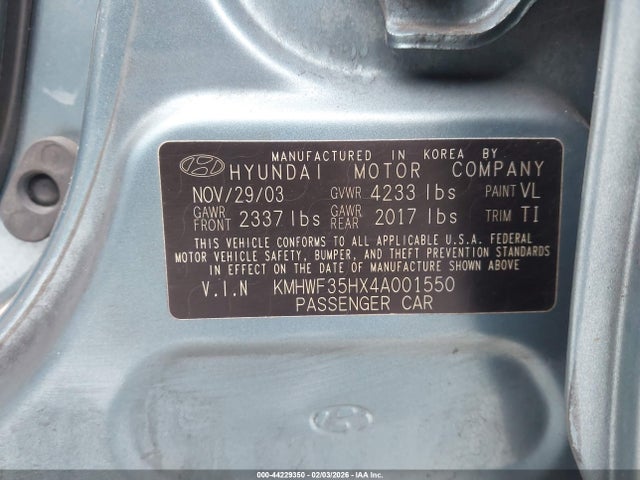 MANUFACTURED IN KOREA BY
HYUNDAI MOTOR COMPANY
NOV/29/03 GVWR 4233 lbs PAINT VL
GAWR FRONT 2337 lbs GAWR REAR 2017 lbs TRIM TI
THIS VEHICLE CONFORMS TO ALL APPLICABLE U.S.A. FEDERAL
MOTOR VEHICLE SAFETY, BUMPER, AND THEFT PREVENTION STANDARDS
IN EFFECT ON THE DATE OF MANUFACTURE SHOWN ABOVE
V.I.N KMHWF35HX4A001550
PASSENGER CAR
000-44229350 - 02/03/2026 - IAAI.COM